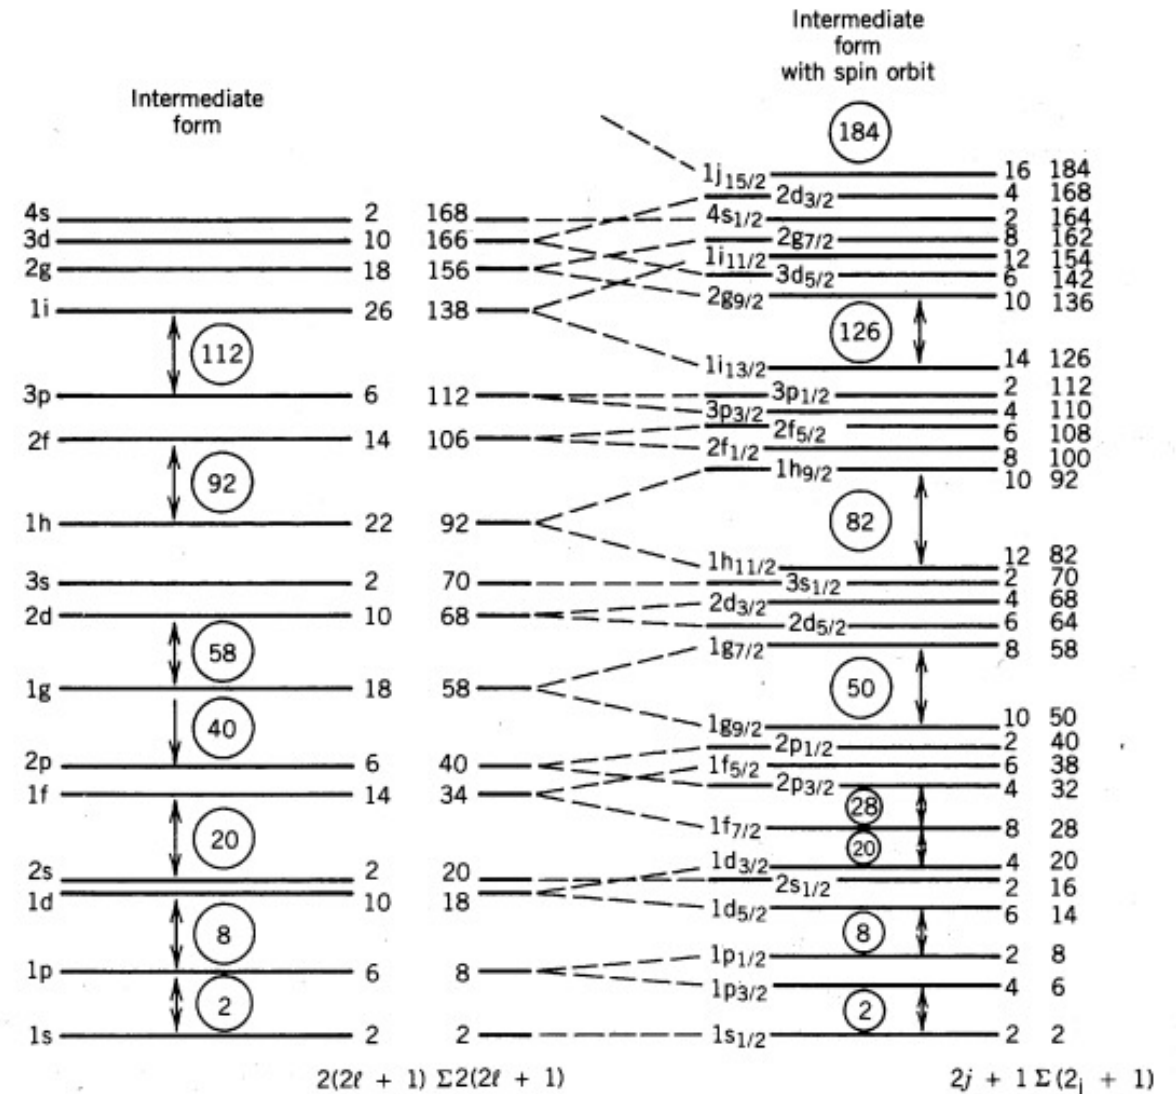 Intermediate
form
with spin orbit
Intermediate
form
184
1j15/2 16 184
2d3/2 4 168
4s 2 168 4s1/2 2 164
3d 10 166 2g7/2 8 162
1i11/2 12 154
2g 18 156 3d5/2 6 142
2g9/2 10 136
1i 26 138
126
112
1i13/2 14 126
3p 6 112 3p1/2 2 112
3p3/2 4 110
2f 14 106 2f5/2 6 108
2f1/2 8 100
1h9/2 10 92
92
82
1h 22 92
1h11/2 12 82
3s 2 70 3s1/2 2 70
2d 10 68 2d3/2 4 68
2d5/2 6 64
58
1g7/2 8 58
1g 18 58
50
40
1g9/2 10 50
2p1/2 2 40
2p 6 40 1f5/2 6 38
2p3/2 4 32
1f 14 34
28
1f7/2 8 28
20
20
1d3/2 4 20
2s 2 20 2s1/2 2 16
1d 10 18 1d5/2 6 14
8
8
1p1/2 2 8
1p 6 8
1p3/2 4 6
2
2
1s 2 2 1s1/2 2 2
2(2ℓ + 1) Σ2(2ℓ + 1) 2j + 1 Σ(2j + 1)